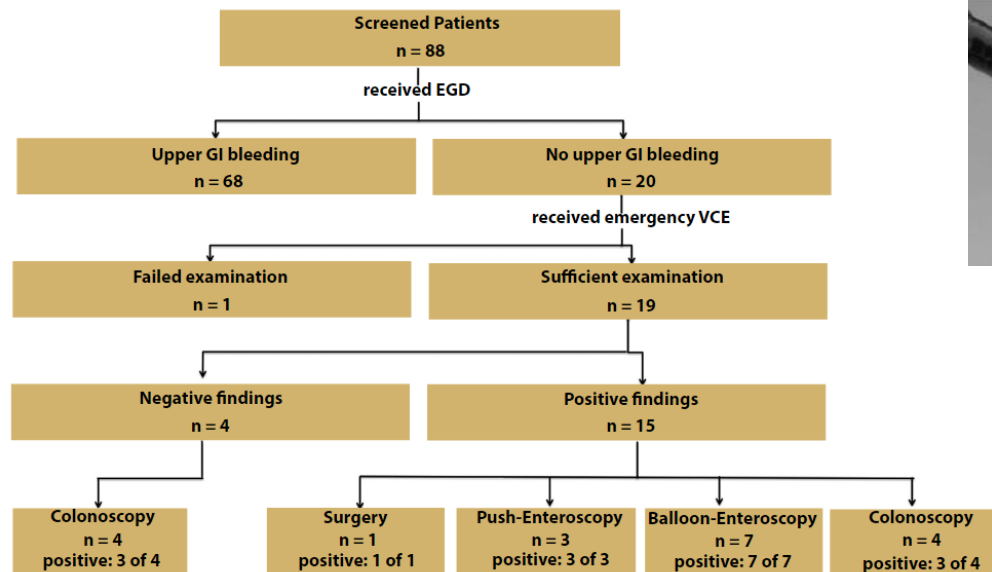 Screened Patients
n = 88
received EGD
Upper GI bleeding
n = 68
No upper GI bleeding
n = 20
received emergency VCE
Failed examination
n = 1
Sufficient examination
n = 19
Negative findings
n = 4
Positive findings
n = 15
Colonoscopy
n = 4
positive: 3 of 4
Surgery
n = 1
positive: 1 of 1
Push-Enteroscopy
n = 3
positive: 3 of 3
Balloon-Enteroscopy
n = 7
positive: 7 of 7
Colonoscopy
n = 4
positive: 3 of 4